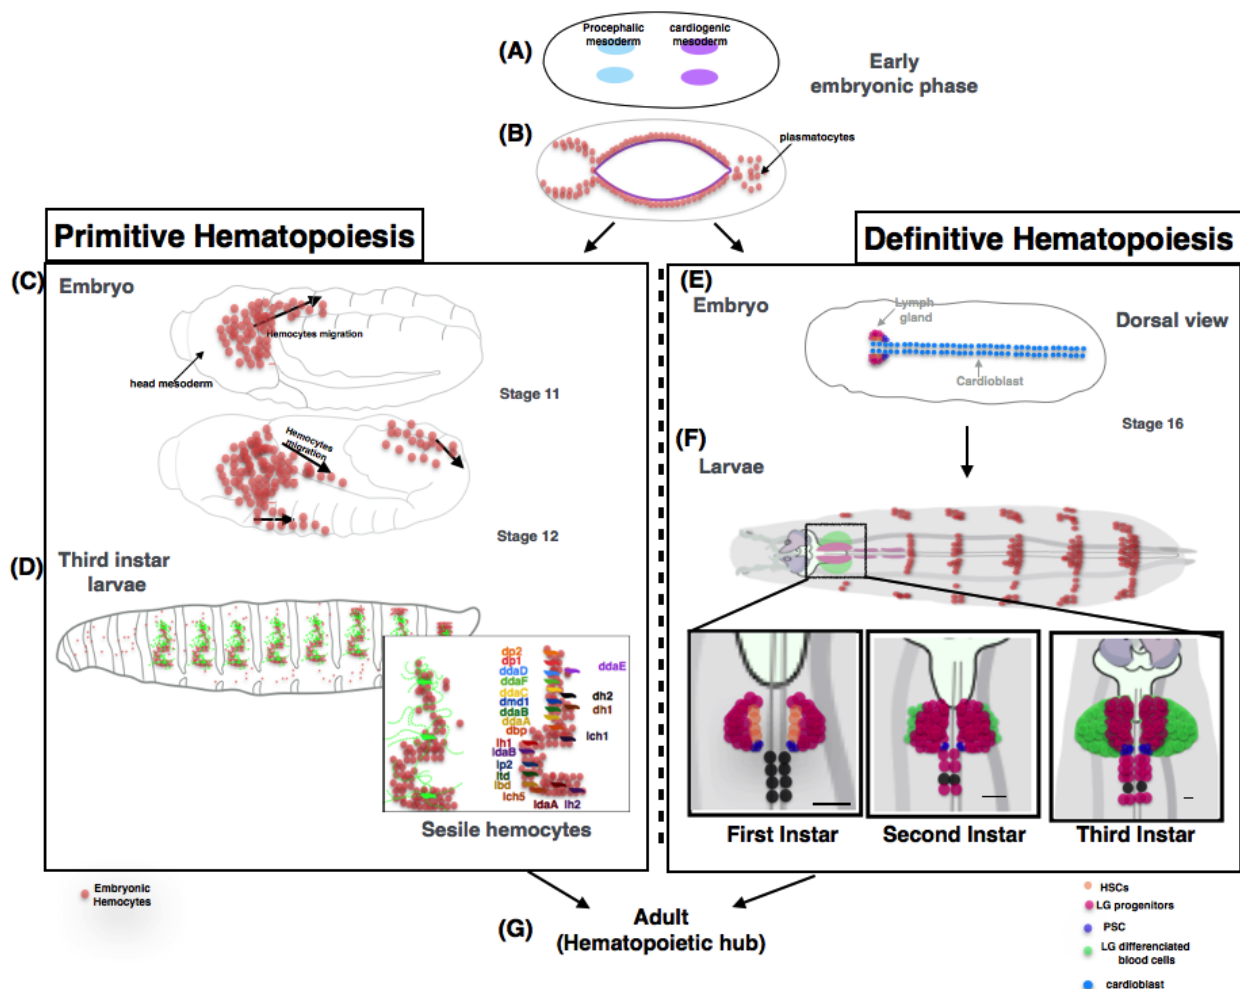 Procephalic
mesoderm
cardiogenic
mesoderm
(A)
Early
embryonic phase
(B)
plasmatocytes
Primitive Hematopoiesis
Definitive Hematopoiesis
(C)
Embryo
Hemocytes migration
head mesoderm
Stage 11
Hemocytes
migration
Stage 12
(D)
Third instar
larvae
dp2
dp1
ddaD
ddaF
ddaC
dmd1
ddaB
ddaA
dbp
lh1
ldaB
lp2
ltd
lbd
lch5
ldaA
lh2
ddaE
dh2
dh1
lch1
Sesile hemocytes
(E)
Embryo
Lymph
gland
Dorsal view
Cardioblast
Stage 16
(F)
Larvae
First Instar
Second Instar
Third Instar
Embryonic
Hemocytes
(G)
Adult
(Hematopoietic hub)
HSCs
LG progenitors
PSC
LG differenciated
blood cells
cardioblast